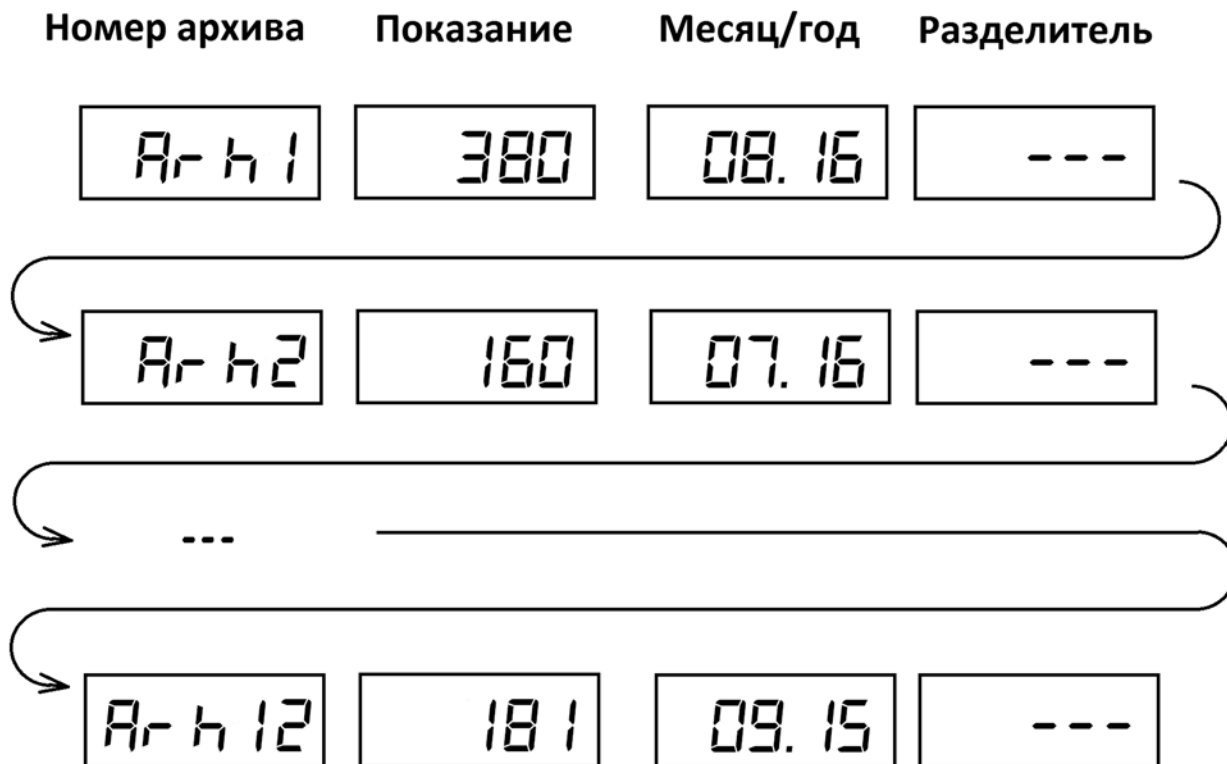 Номер архива Показание Месяц/год Разделитель
Arh1 380 08.16 ---
Arh2 160 07.16 ---
---
Arh12 181 09.15 ---